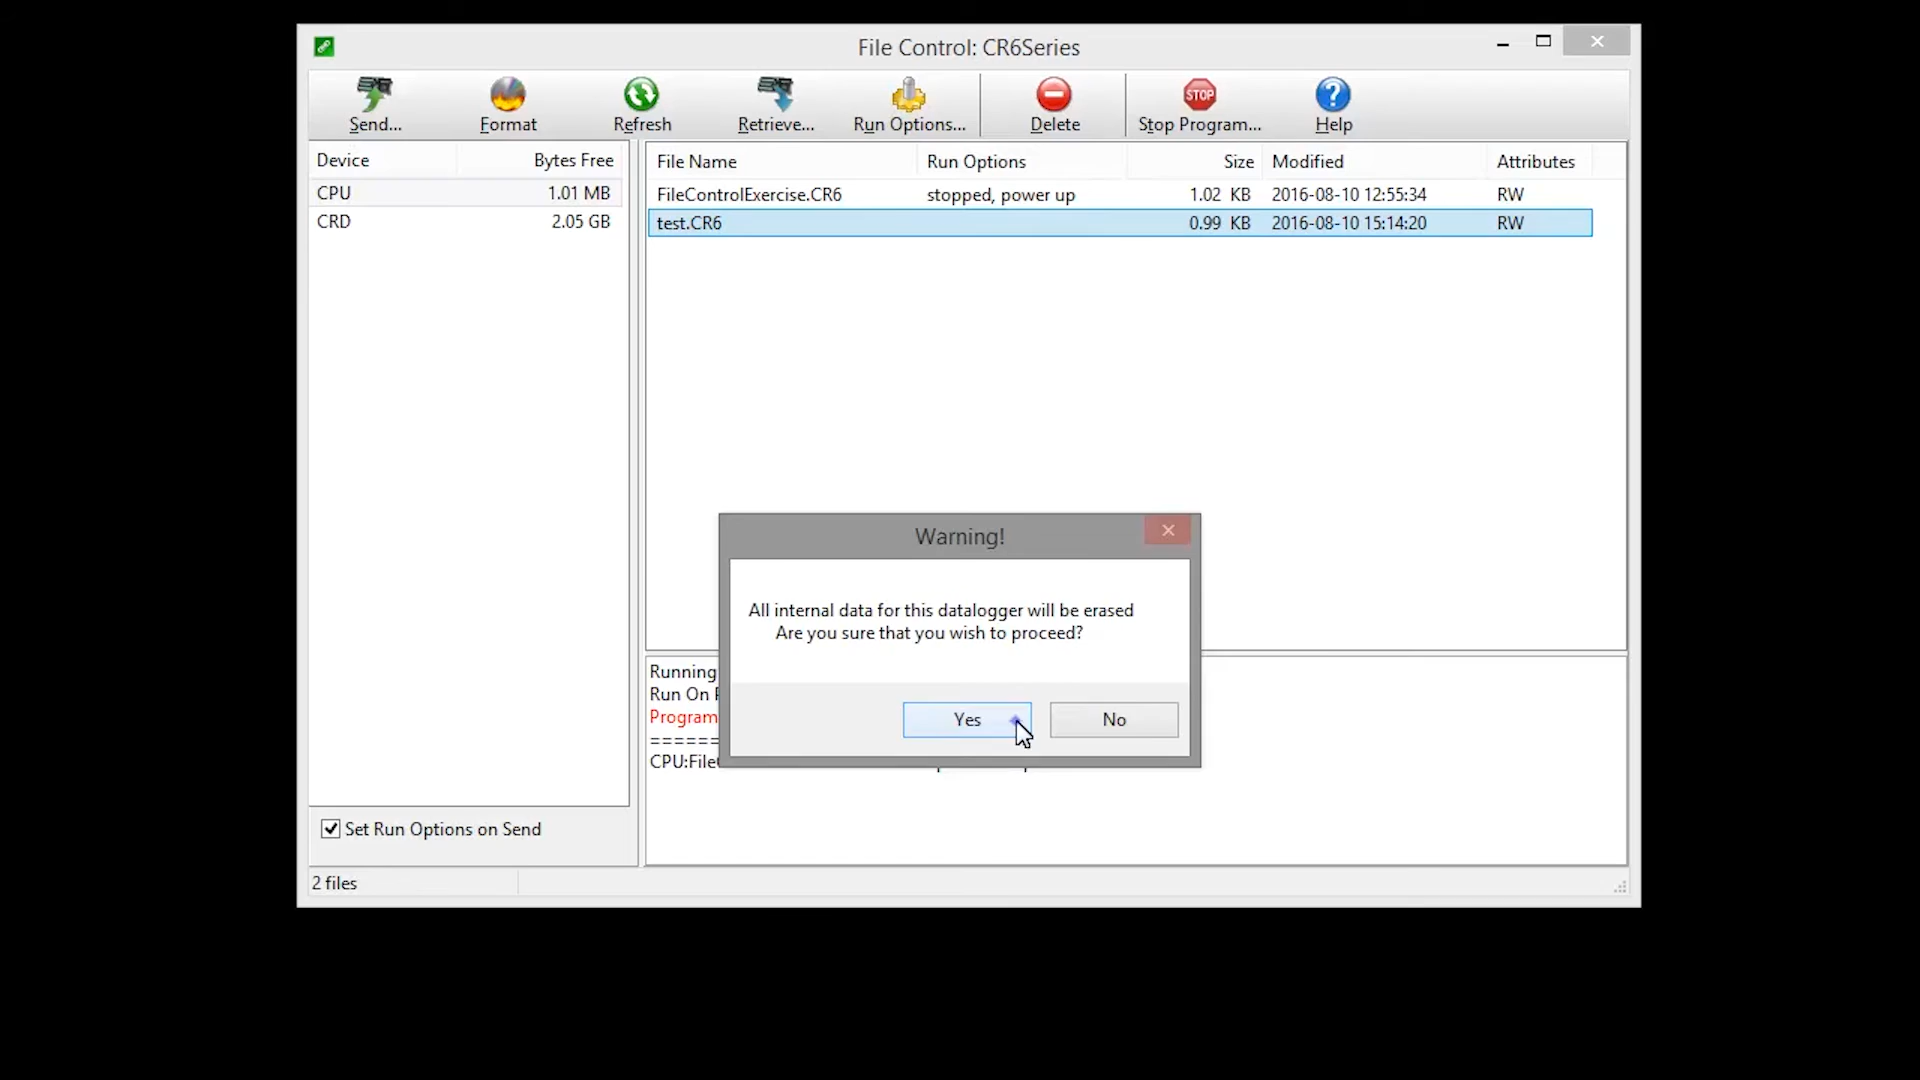 File Control: CR6Series
Send... Format Refresh Retrieve... Run Options... Delete STOP Stop Program... ? Help
Device Bytes Free
CPU 1.01 MB
CRD 2.05 GB
File Name Run Options Size Modified Attributes
FileControlExercise.CR6 stopped, power up 1.02 KB 2016-08-10 12:55:34 RW
test.CR6 0.99 KB 2016-08-10 15:14:20 RW
Warning!
All internal data for this datalogger will be erased
Are you sure that you wish to proceed?
Yes No
Running
Run On
Program
======
CPU:File
Set Run Options on Send
2 files